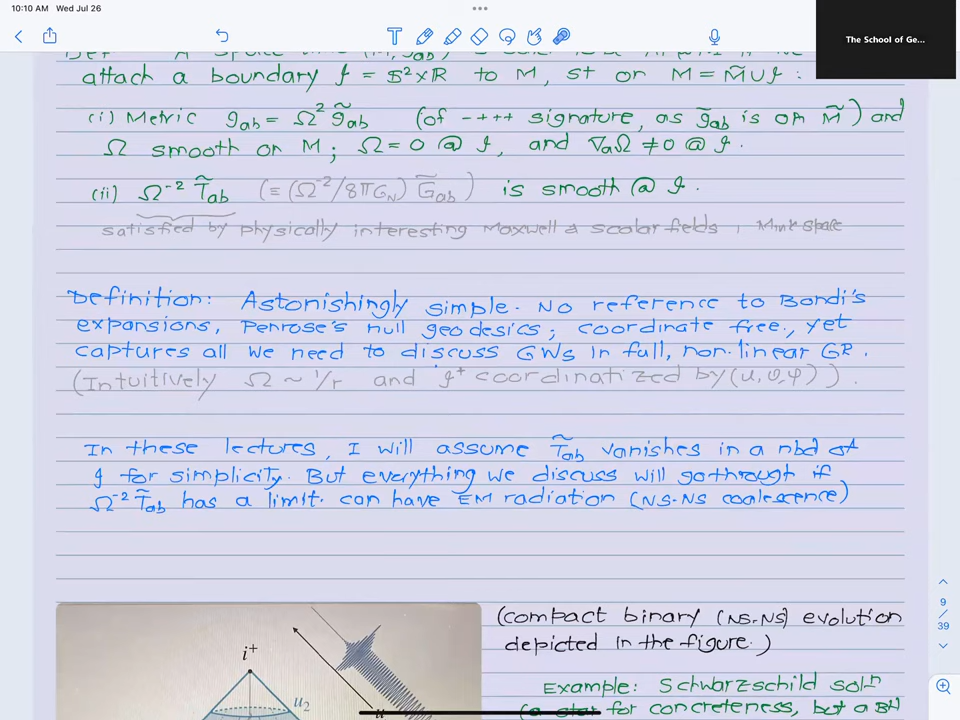 10:10 AM Wed Jul 26
The School of Ge...
attach a boundary ℐ = S²×ℝ to M, st on M = M̃∪ℐ :
(i) Metric g_ab = Ω² g̃_ab (of -+++ signature, as g̃_ab is on M̃) and
Ω smooth on M; Ω=0 @ ℐ, and ∇_aΩ ≠0 @ ℐ.
(ii) Ω⁻² T̃_ab (≡ (Ω⁻²/8πG_N) G̃_ab) is smooth @ ℐ.
satisfied by physically interesting Maxwell & scalar fields, Mink space
Definition: Astonishingly simple. No reference to Bondi's
expansions, Penrose's null geodesics; coordinate free, yet
captures all we need to discuss GWs in full, non-linear GR.
(Intuitively Ω ~ 1/r and ℐ⁺ coordinatized by (u,θ,φ)).
In these lectures, I will assume T̃_ab vanishes in a nbd of
ℐ for simplicity. But everything we discuss will go through if
Ω⁻² T̃_ab has a limit. can have EM radiation (NS-NS coalescence)
(compact binary (NS-NS) evolution
depicted in the figure.)
i⁺
u₂
u
Example: Schwarzschild solⁿ
for concreteness, but a BH
9
/
39